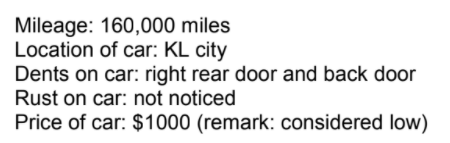 Mileage: 160,000 miles
Location of car: KL city
Dents on car: right rear door and back door
Rust on car: not noticed
Price of car: $1000 (remark: considered low)